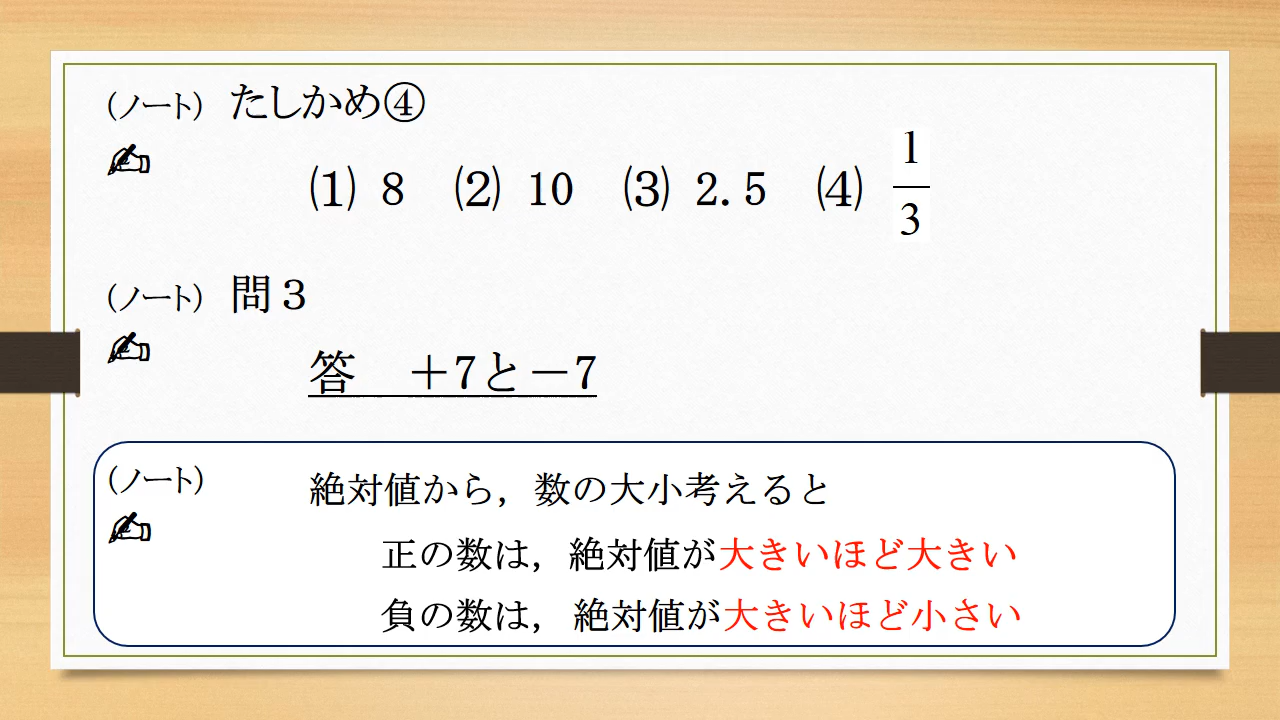 (ノート) たしかめ④
(1) 8 (2) 10 (3) 2.5 (4) 1/3
(ノート) 問3
答 +7と-7
(ノート) 絶対値から，数の大小考えると
正の数は，絶対値が大きいほど大きい
負の数は，絶対値が大きいほど小さい